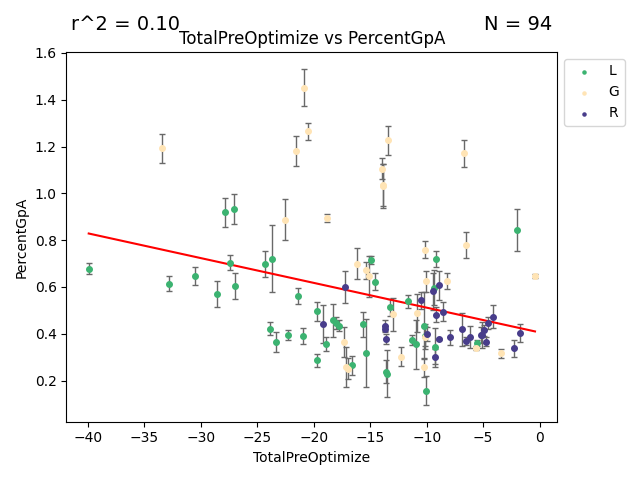 r^2 = 0.10
N = 94
TotalPreOptimize vs PercentGpA
1.6
1.4
1.2
1.0
0.8
0.6
0.4
0.2
PercentGpA
L
G
R
−40
−35
−30
−25
−20
−15
−10
−5
0
TotalPreOptimize